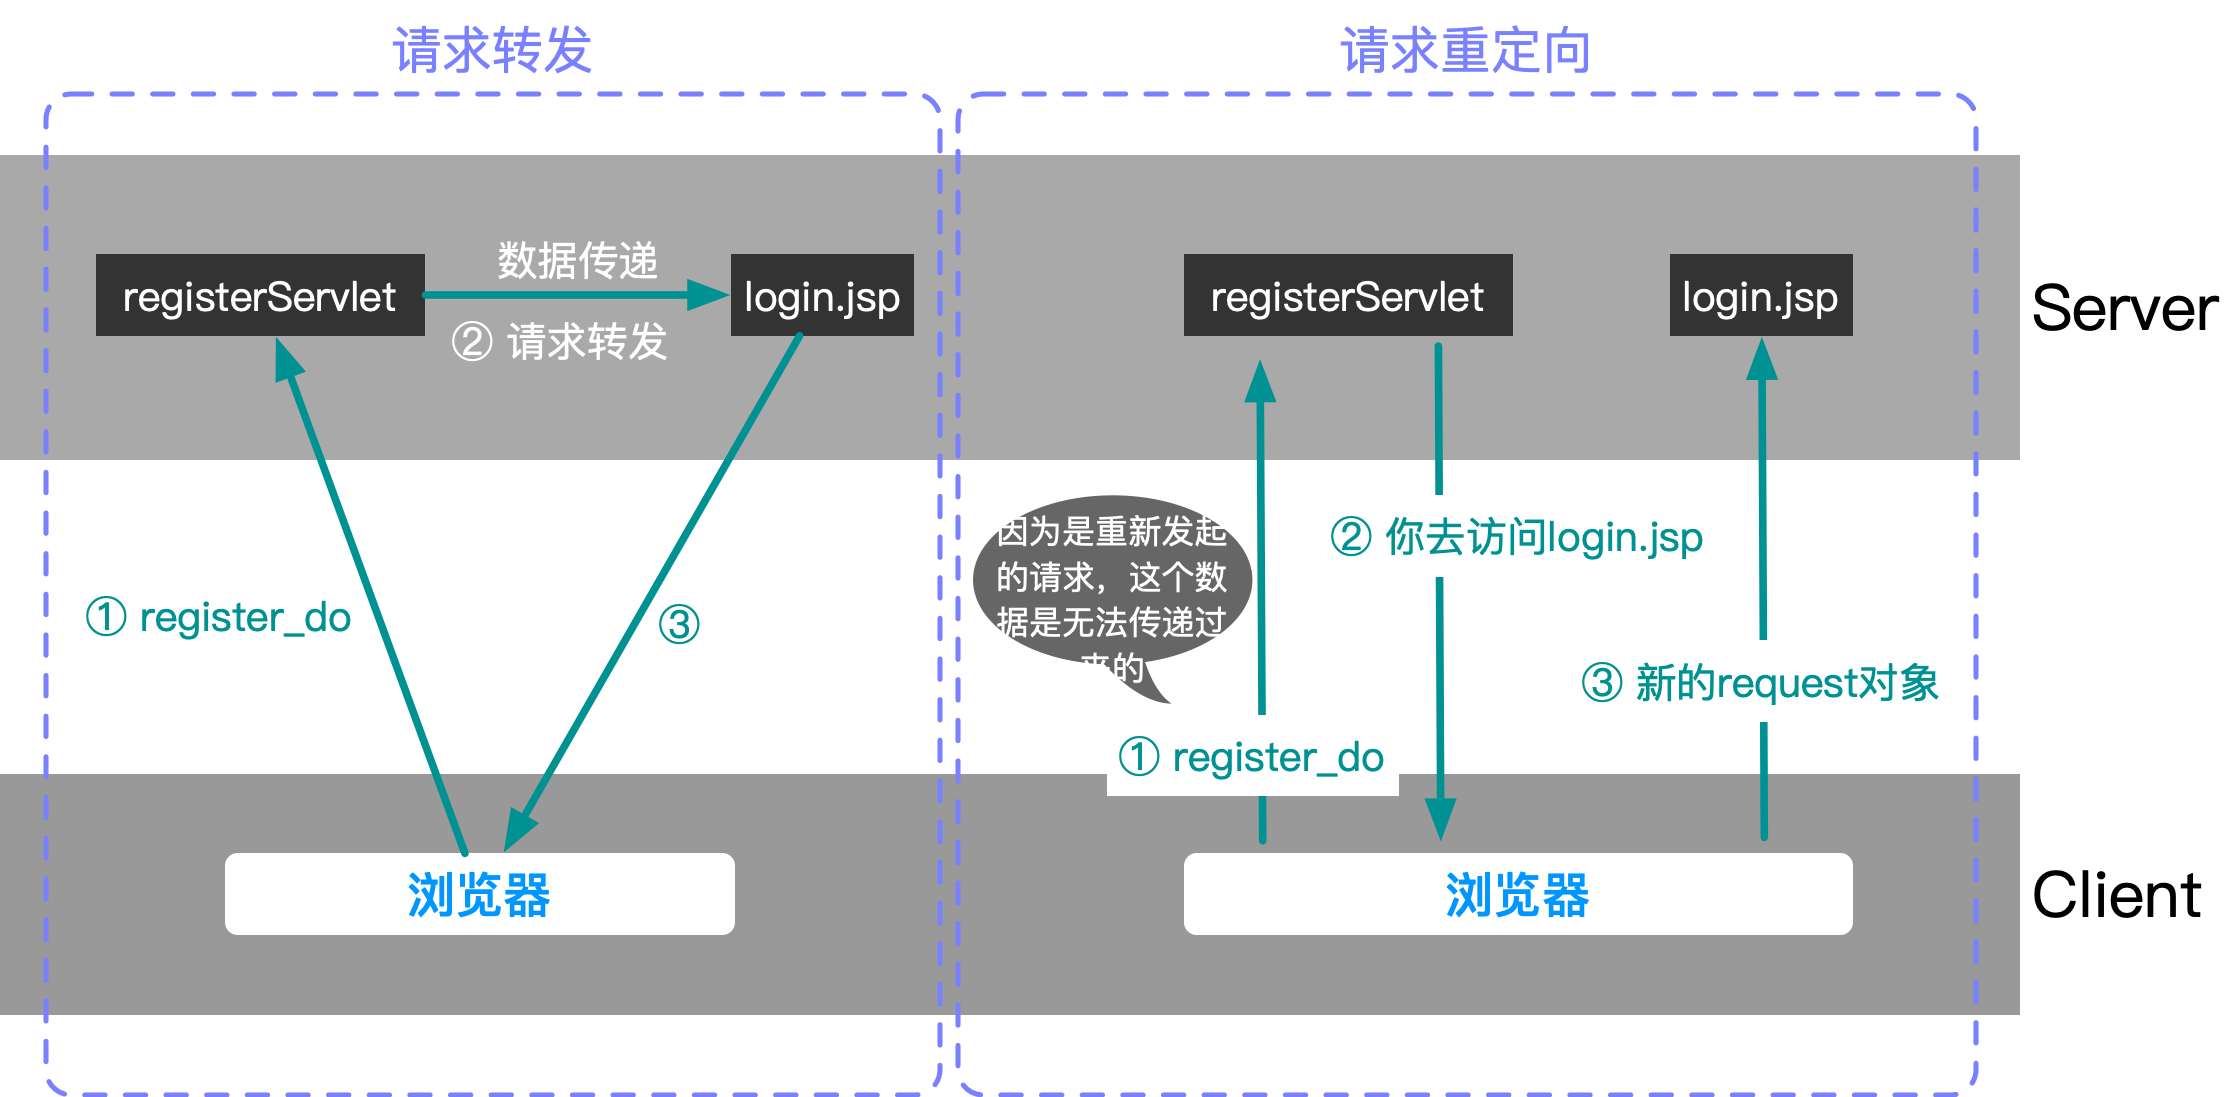 请求转发
请求重定向
registerServlet
数据传递
② 请求转发
login.jsp
registerServlet
login.jsp
Server
因为是重新发起
的请求，这个数
据是无法传递过
来的
② 你去访问login.jsp
① register_do
③
③ 新的request对象
① register_do
浏览器
浏览器
Client